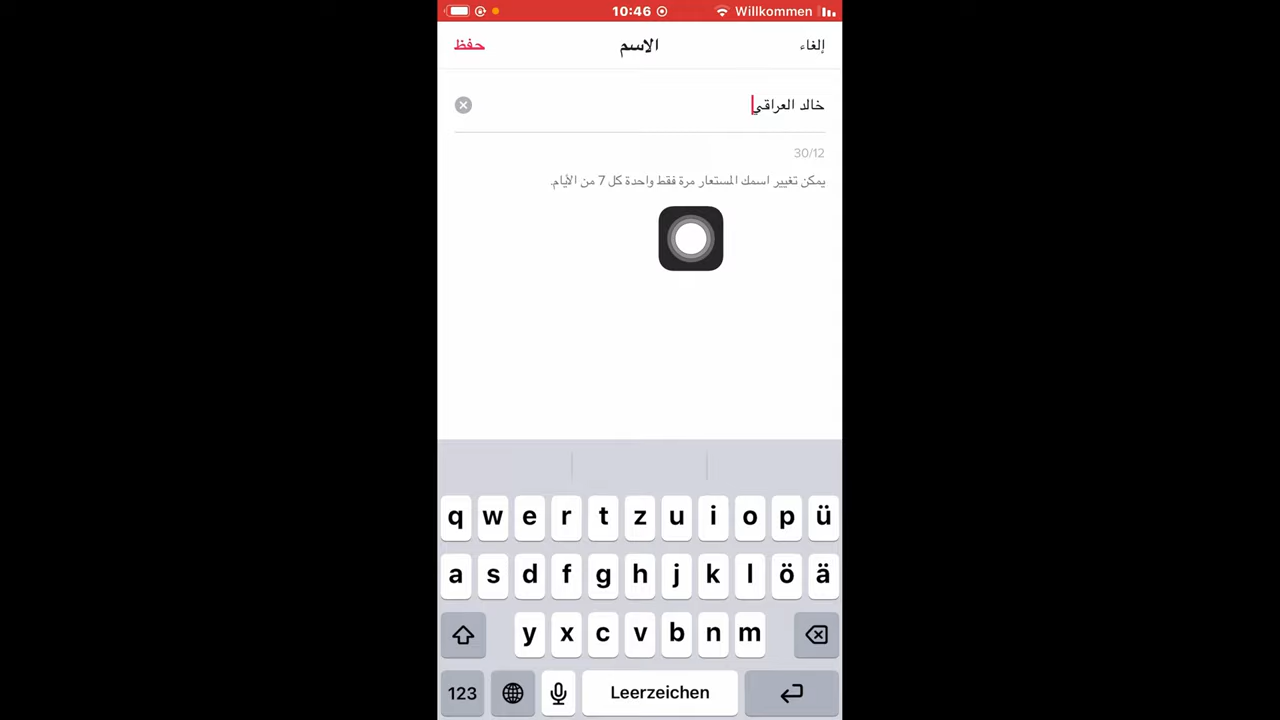 10:46 Willkommen
إلغاء الاسم حفظ
خالد العراقي
30/12
يمكن تغيير اسمك المستعار مرة فقط واحدة كل 7 من الأيام.
q w e r t z u i o p ü
a s d f g h j k l ö ä
y x c v b n m
123 Leerzeichen